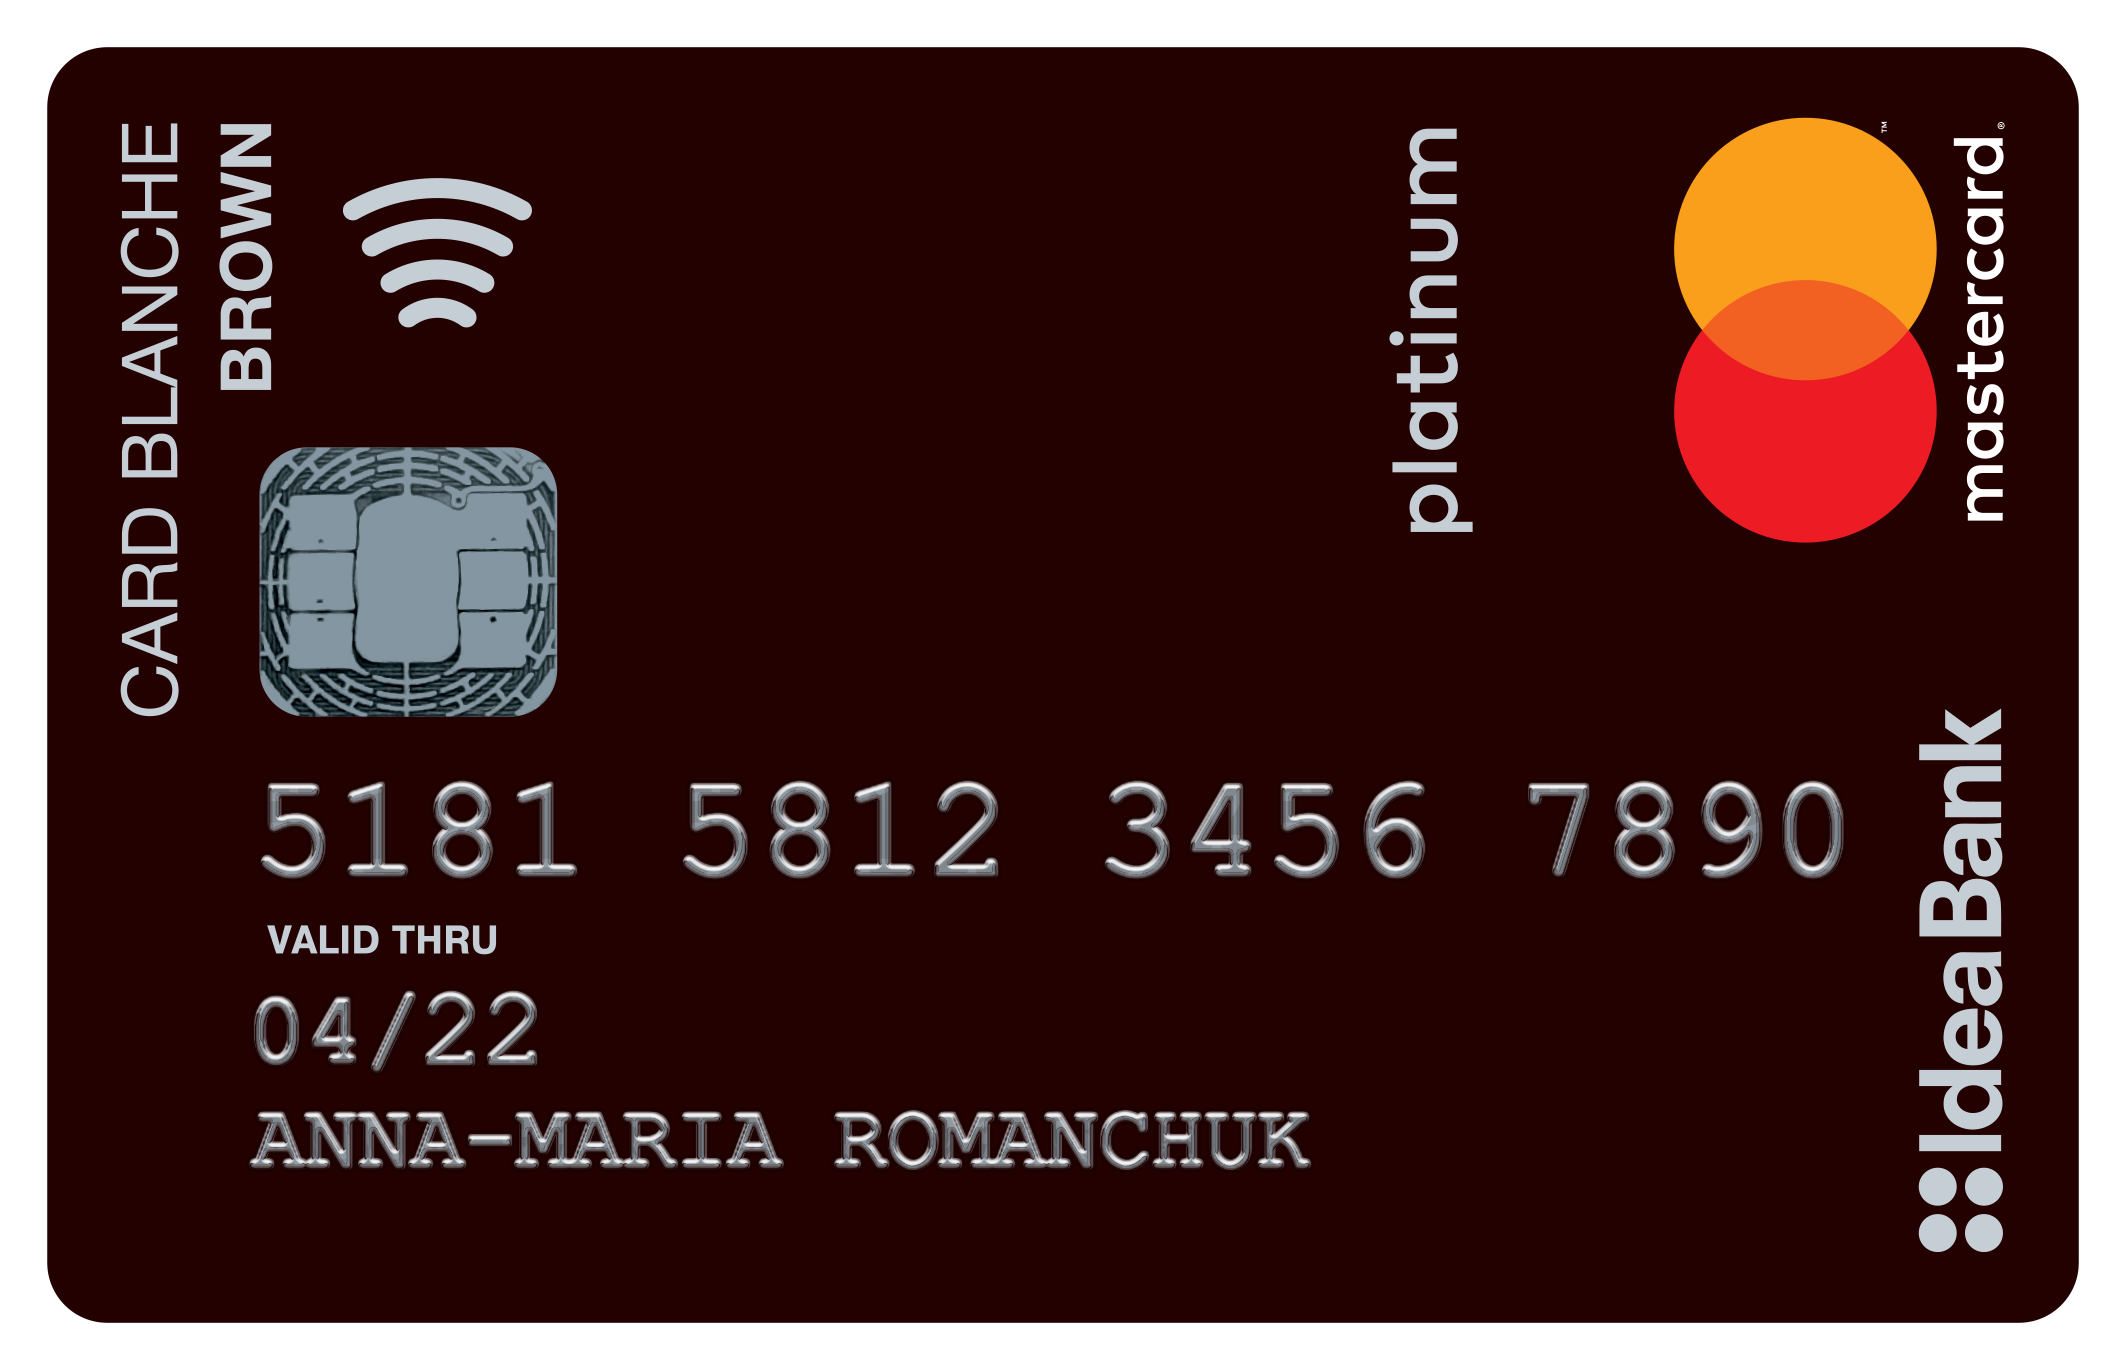 CARD BLANCHE
BROWN
platinum
mastercard
IdeaBank
5181 5812 3456 7890
VALID THRU
04/22
ANNA-MARIA ROMANCHUK